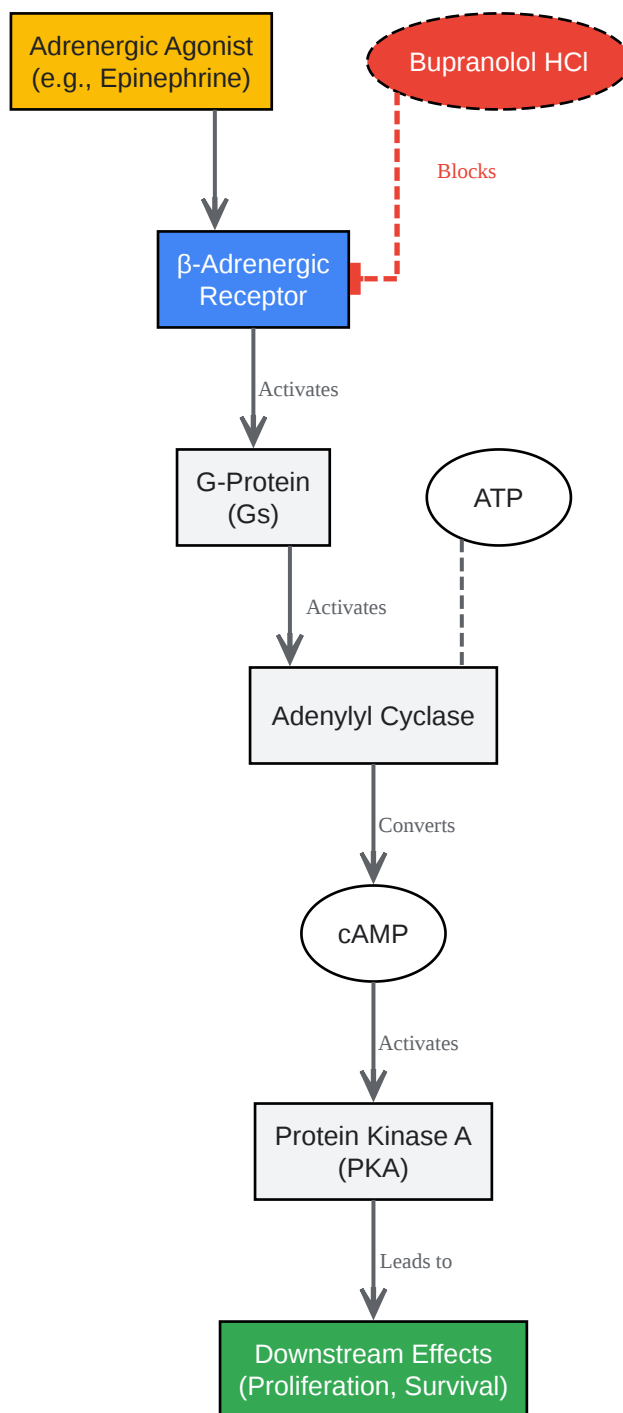 Adrenergic Agonist
(e.g., Epinephrine)
Bupranolol HCl
Blocks
β-Adrenergic
Receptor
Activates
G-Protein
(Gs)
ATP
Activates
Adenylyl Cyclase
Converts
cAMP
Activates
Protein Kinase A
(PKA)
Leads to
Downstream Effects
(Proliferation, Survival)